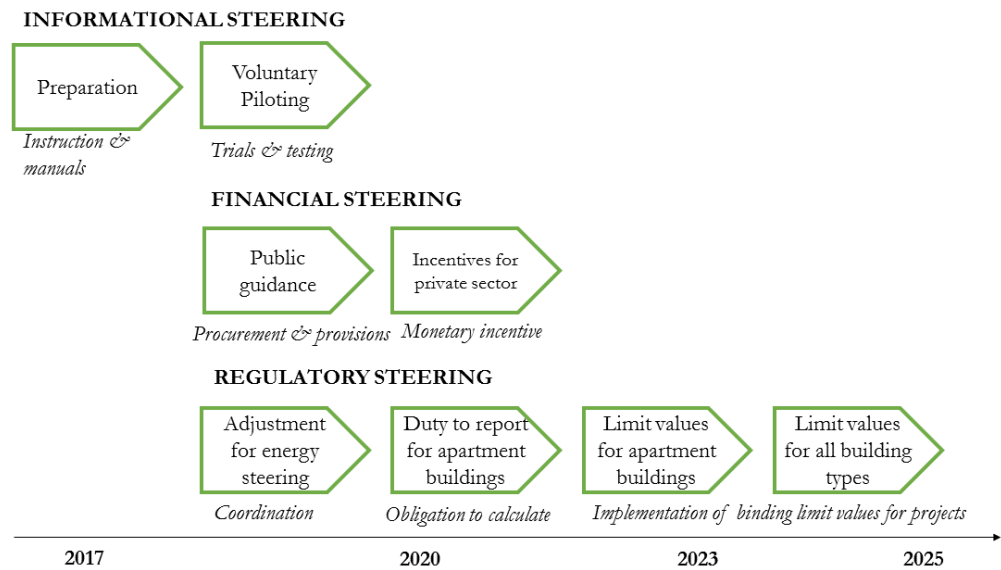 INFORMATIONAL STEERING
Preparation
Instruction &
manuals
Voluntary
Piloting
Trials & testing
FINANCIAL STEERING
Public
guidance
Procurement & provisions
Incentives for
private sector
Monetary incentive
REGULATORY STEERING
Adjustment
for energy
steering
Coordination
Duty to report
for apartment
buildings
Obligation to calculate
Limit values
for apartment
buildings
Limit values
for all building
types
Implementation of binding limit values for projects
2017
2020
2023
2025